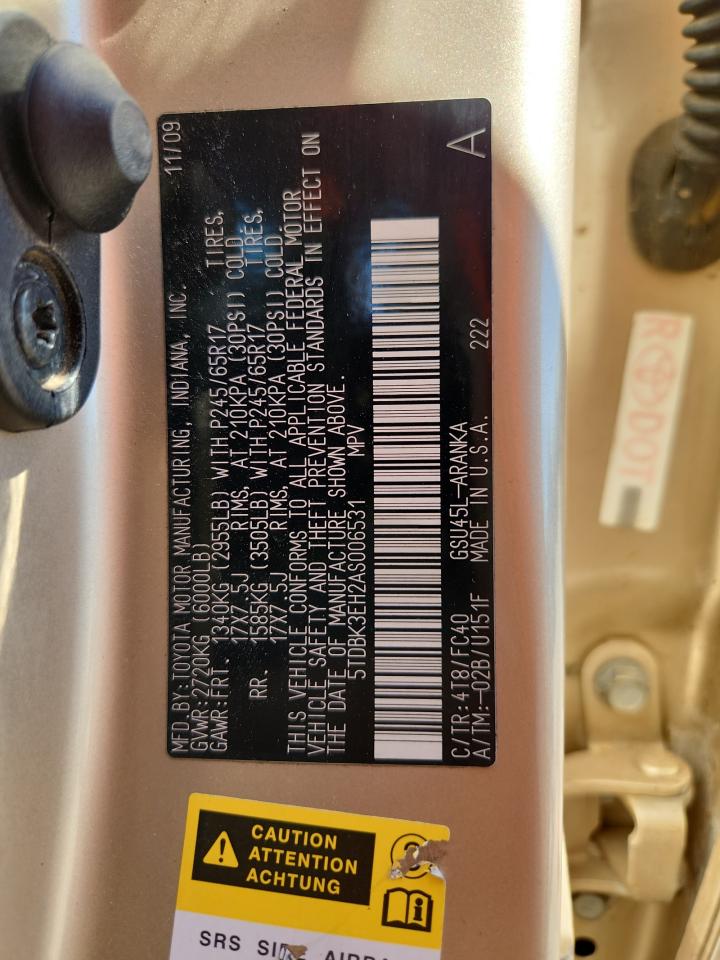 MFD.BY:TOYOTA MOTOR MANUFACTURING, INDIANA, INC. 11/09
GVWR:2720KG (6000LB)
GAWR:FRT. 1340KG (2955LB) WITH P245/65R17 TIRES,
17X7.5J RIMS, AT 210KPA (30PSI) COLD.
RR. 1585KG (3505LB) WITH P245/65R17 TIRES,
17X7.5J RIMS, AT 210KPA (30PSI) COLD.
THIS VEHICLE CONFORMS TO ALL APPLICABLE FEDERAL MOTOR
VEHICLE SAFETY AND THEFT PREVENTION STANDARDS IN EFFECT ON
THE DATE OF MANUFACTURE SHOWN ABOVE.
5TDBK3EH2AS006531 MPV
A
C/TR:4T8/FC40 GSU45L-ARANKA
A/TM:-02B/U151F MADE IN U.S.A. 222
CAUTION
ATTENTION
ACHTUNG
SRS
R DOT